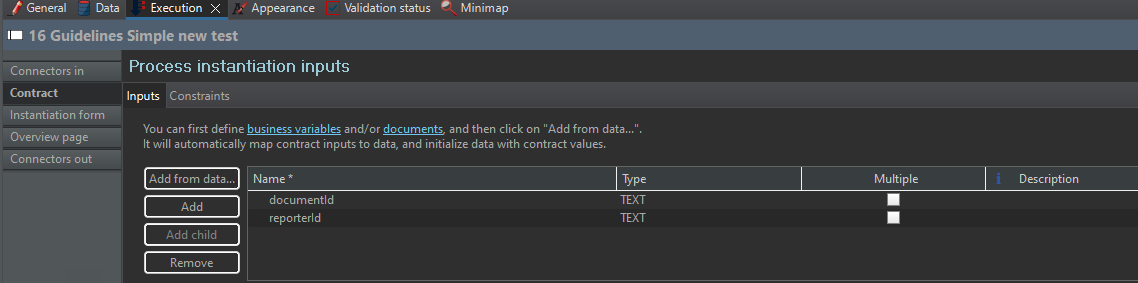 General Data Execution Appearance Validation status Minimap
16 Guidelines Simple new test
Connectors in
Contract
Instantiation form
Overview page
Connectors out
Process instantiation inputs
Inputs Constraints
You can first define business variables and/or documents, and then click on "Add from data...".
It will automatically map contract inputs to data, and initialize data with contract values.
Add from data...
Add
Add child
Remove
Name * Type Multiple i Description
documentId TEXT
reporterId TEXT